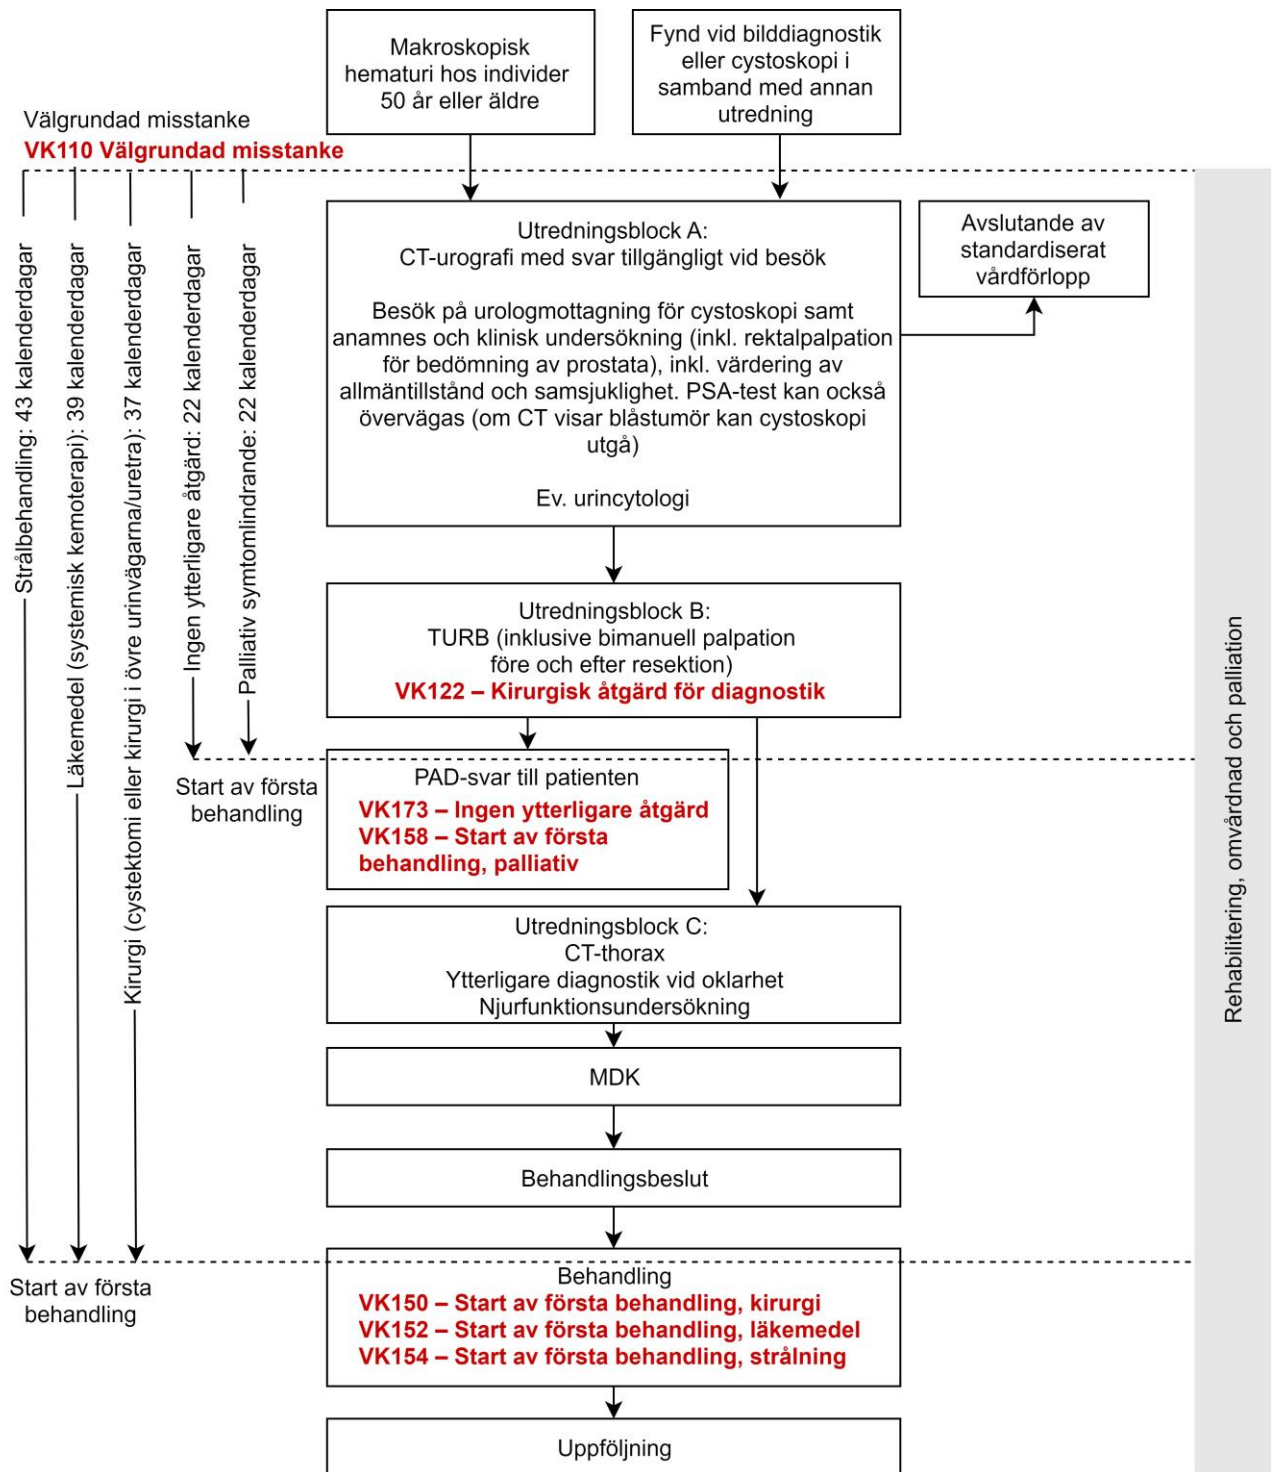 Makroskopisk
hematuri hos individer
50 år eller äldre
Fynd vid bilddiagnostik
eller cystoskopi i
samband med annan
utredning
Välgrundad misstanke
VK110 Välgrundad misstanke
Strålbehandling: 43 kalenderdagar
Läkemedel (systemisk kemoterapi): 39 kalenderdagar
Kirurgi (cystektomi eller kirurgi i övre urinvägarna/uretra): 37 kalenderdagar
Ingen ytterligare åtgärd: 22 kalenderdagar
Palliativ symtomlindrande: 22 kalenderdagar
Utredningsblock A:
CT-urografi med svar tillgängligt vid besök
Besök på urologmottagning för cystoskopi samt
anamnes och klinisk undersökning (inkl. rektalpalpation
för bedömning av prostata), inkl. värdering av
allmäntillstånd och samsjuklighet. PSA-test kan också
övervägas (om CT visar blåstumör kan cystoskopi
utgå)
Ev. urincytologi
Avslutande av
standardiserat
vårdförlopp
Utredningsblock B:
TURB (inklusive bimanuell palpation
före och efter resektion)
VK122 – Kirurgisk åtgärd för diagnostik
Start av första
behandling
PAD-svar till patienten
VK173 – Ingen ytterligare åtgärd
VK158 – Start av första
behandling, palliativ
Utredningsblock C:
CT-thorax
Ytterligare diagnostik vid oklarhet
Njurfunktionsundersökning
MDK
Behandlingsbeslut
Start av första
behandling
Behandling
VK150 – Start av första behandling, kirurgi
VK152 – Start av första behandling, läkemedel
VK154 – Start av första behandling, strålning
Uppföljning
Rehabilitering, omvårdnad och palliation